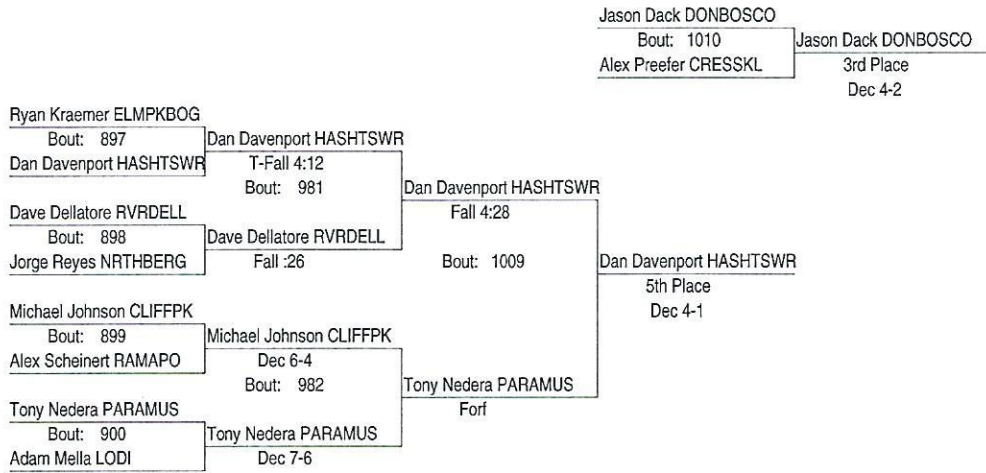 Jason Dack DONBOSCO
Bout: 1010
Jason Dack DONBOSCO
Alex Preefer CRESSKL
3rd Place
Dec 4-2
Ryan Kraemer ELMPKBOG
Bout: 897
Dan Davenport HASHTSWR
Dan Davenport HASHTSWR
T-Fall 4:12
Bout: 981
Dan Davenport HASHTSWR
Fall 4:28
Dave Dellatore RVRDELL
Bout: 898
Dave Dellatore RVRDELL
Jorge Reyes NRTHBERG
Fall :26
Bout: 1009
Dan Davenport HASHTSWR
5th Place
Dec 4-1
Michael Johnson CLIFFPK
Bout: 899
Michael Johnson CLIFFPK
Alex Scheinert RAMAPO
Dec 6-4
Bout: 982
Tony Nedera PARAMUS
Forf
Tony Nedera PARAMUS
Bout: 900
Tony Nedera PARAMUS
Adam Mella LODI
Dec 7-6